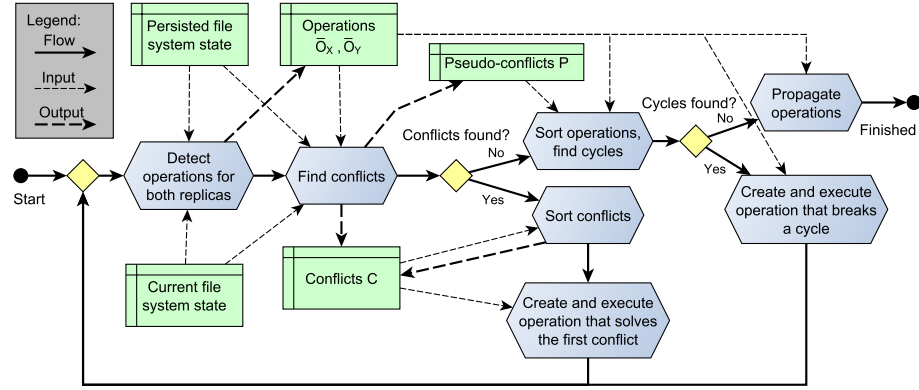 Legend:
Flow
Input
Output
Persisted file
system state
Operations
O̅X , O̅Y
Pseudo-conflicts P
Start
Detect
operations for
both replicas
Find conflicts
Conflicts found?
No
Yes
Sort operations,
find cycles
Cycles found?
No
Yes
Propagate
operations
Finished
Create and execute
operation that breaks
a cycle
Sort conflicts
Current file
system state
Conflicts C
Create and execute
operation that solves
the first conflict